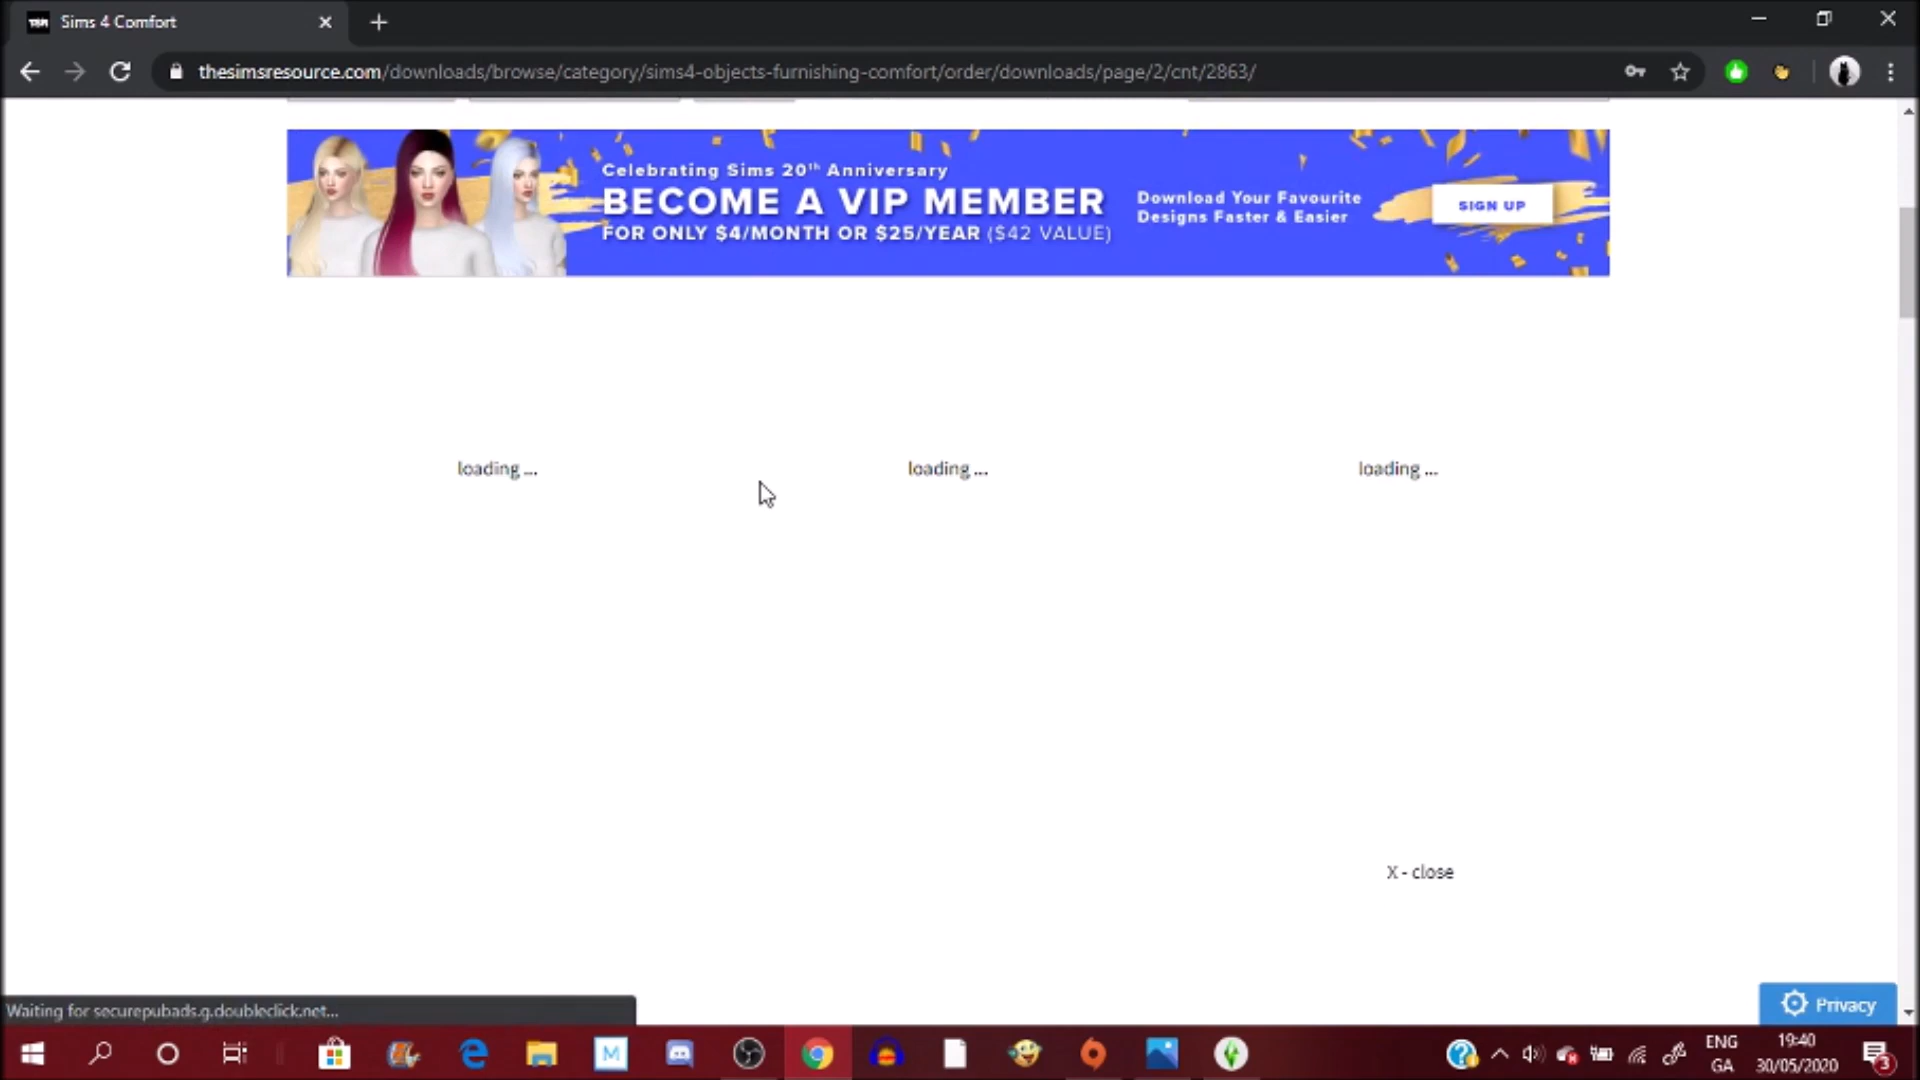 TSR Sims 4 Comfort
thesimsresource.com/downloads/browse/category/sims4-objects-furnishing-comfort/order/downloads/page/2/cnt/2863/
Celebrating Sims 20th Anniversary
BECOME A VIP MEMBER
FOR ONLY $4/MONTH OR $25/YEAR ($42 VALUE)
Download Your Favourite
Designs Faster & Easier
SIGN UP
loading ... loading ... loading ...
X - close
Privacy
Waiting for securepubads.g.doubleclick.net...
M
ENG
GA
19:40
30/05/2020
3